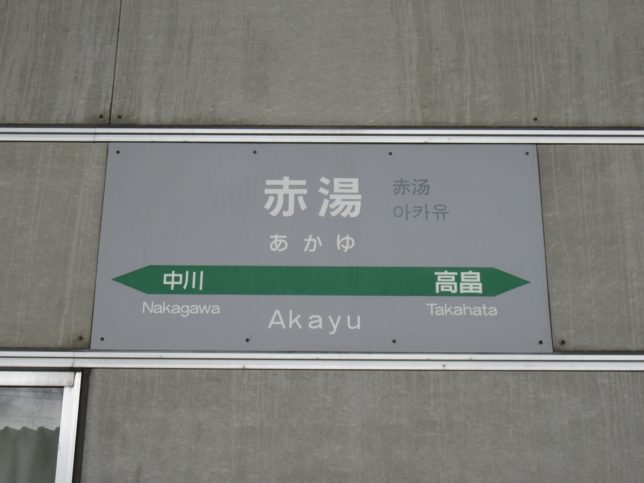 赤湯
赤汤
아카유
あかゆ
中川 高畠
Nakagawa Takahata
Akayu